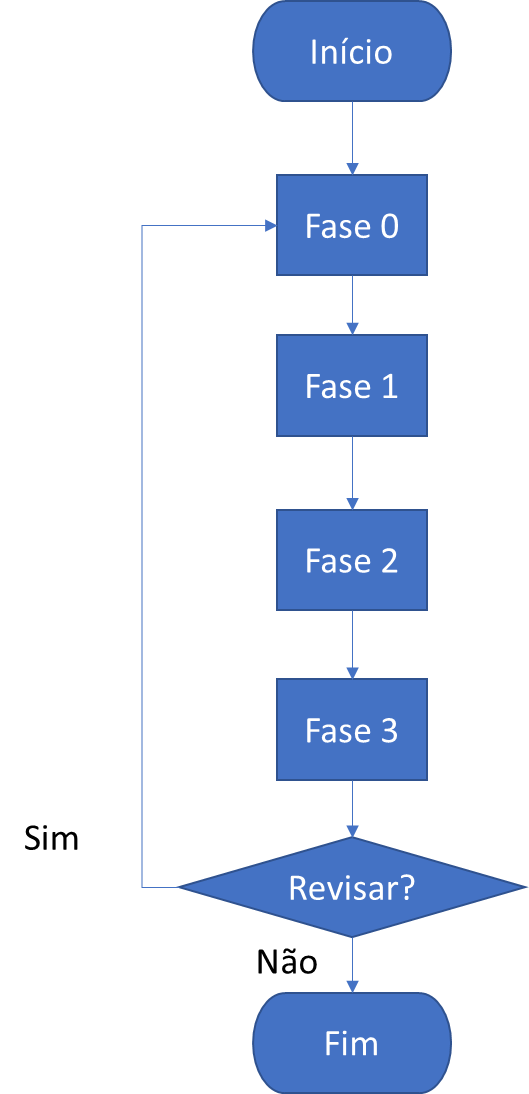 Início
Fase 0
Fase 1
Fase 2
Fase 3
Sim
Revisar?
Não
Fim